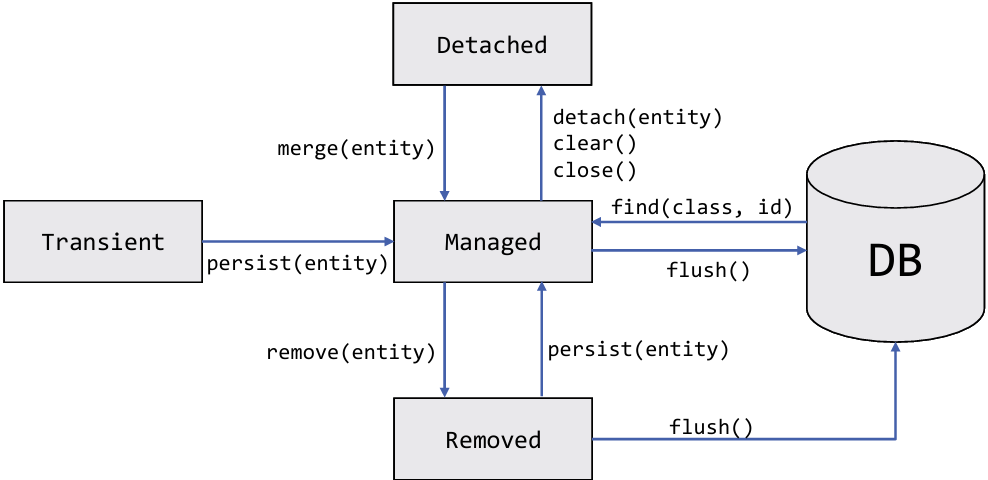 Detached
detach(entity)
clear()
close()
merge(entity)
find(class, id)
Transient
Managed
DB
persist(entity)
flush()
remove(entity)
persist(entity)
Removed
flush()